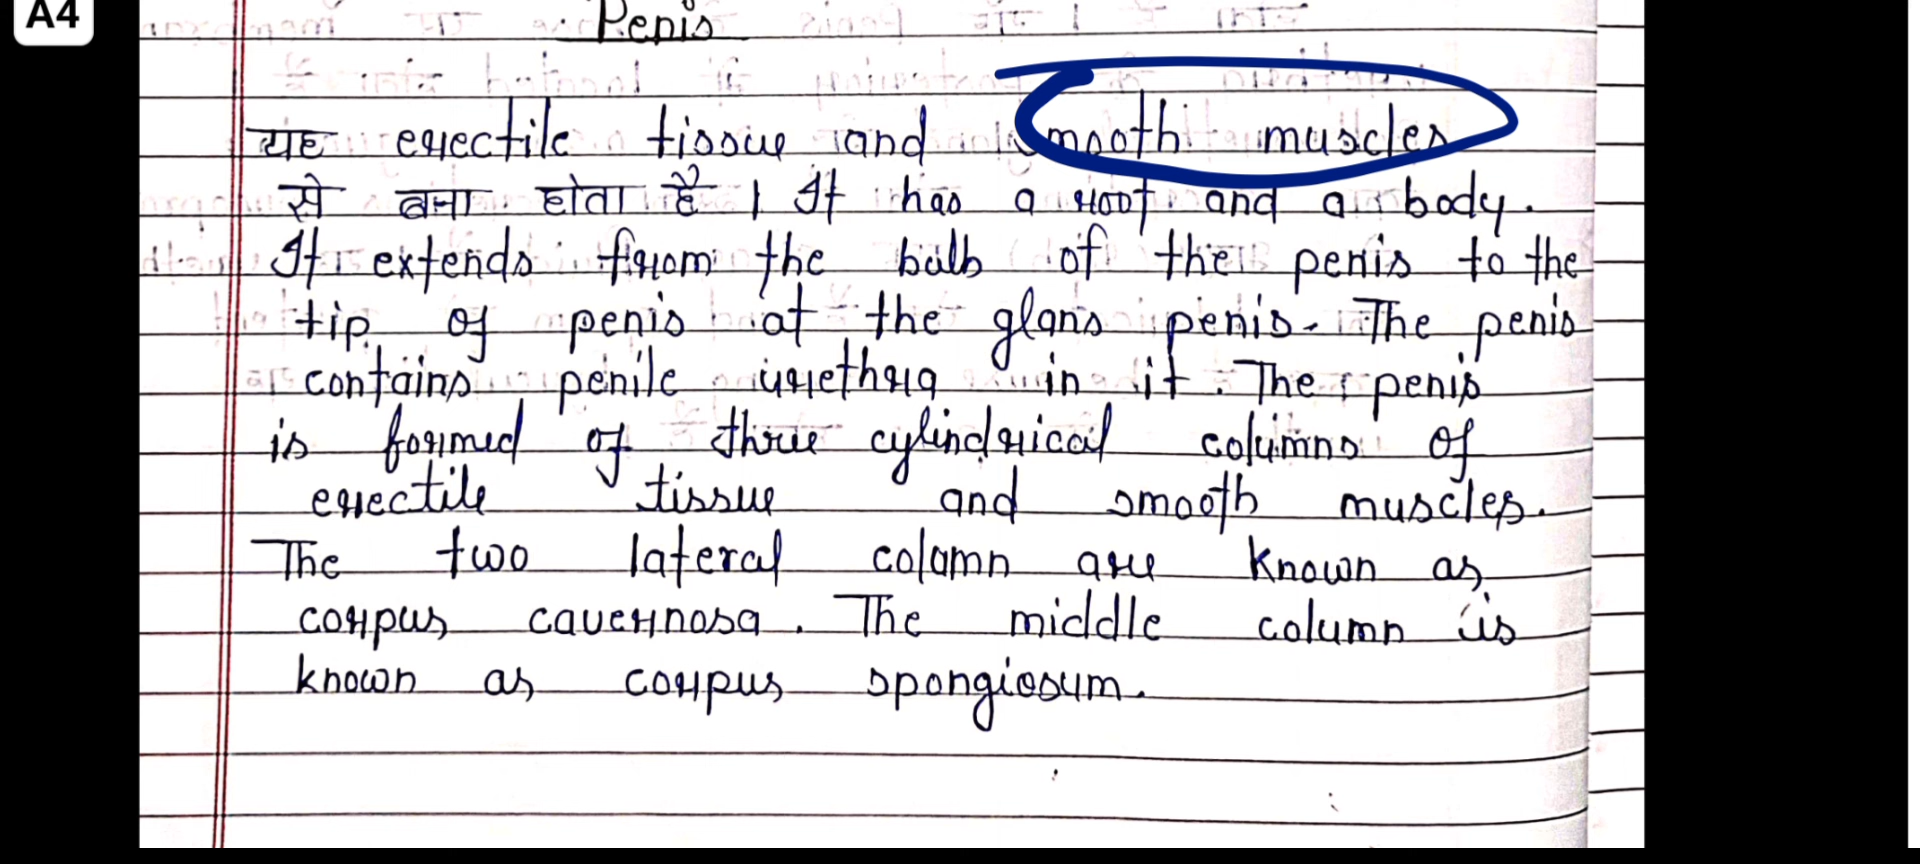 A4
Penis
यह erectile tissue and smooth muscles
से बना होता है । It has a root and a body.
It extends from the bulb of the penis to the
tip of penis at the glans penis. The penis
contains penile urethra in it. The penis
is formed of three cylindrical columns of
erectile tissue and smooth muscles.
The two lateral column are known as
corpus cavernosa. The middle column is
known as corpus spongiosum.